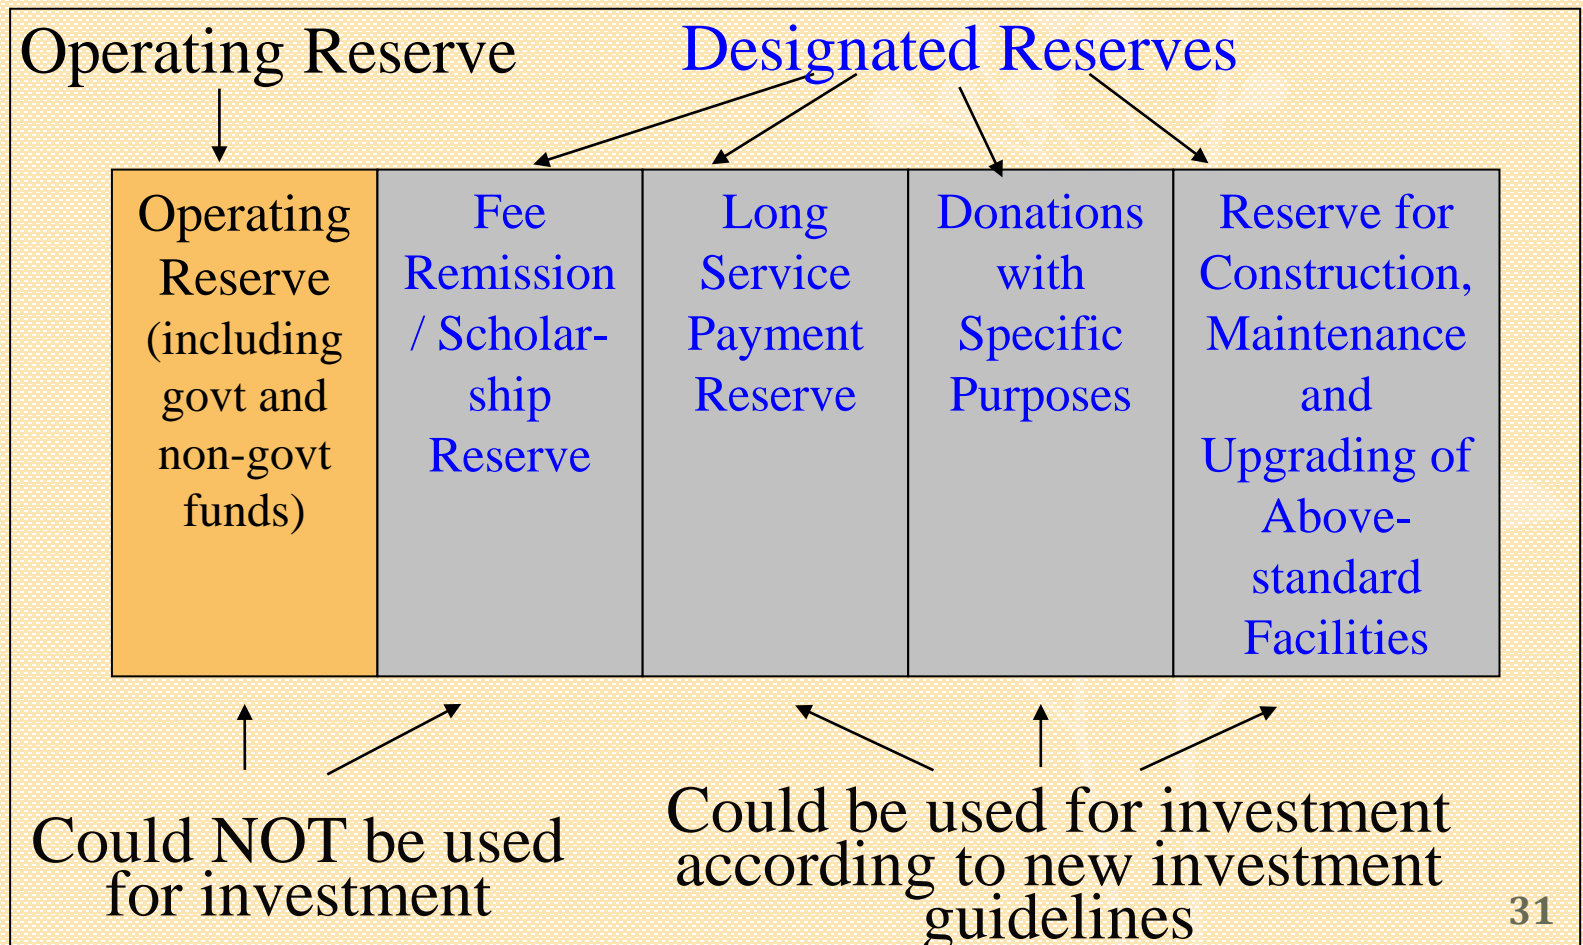 Operating Reserve
Designated Reserves
Operating
Reserve
(including
govt and
non-govt
funds)
Fee
Remission
/ Scholar-
ship
Reserve
Long
Service
Payment
Reserve
Donations
with
Specific
Purposes
Reserve for
Construction,
Maintenance
and
Upgrading of
Above-
standard
Facilities
Could NOT be used
for investment
Could be used for investment
according to new investment
guidelines
31